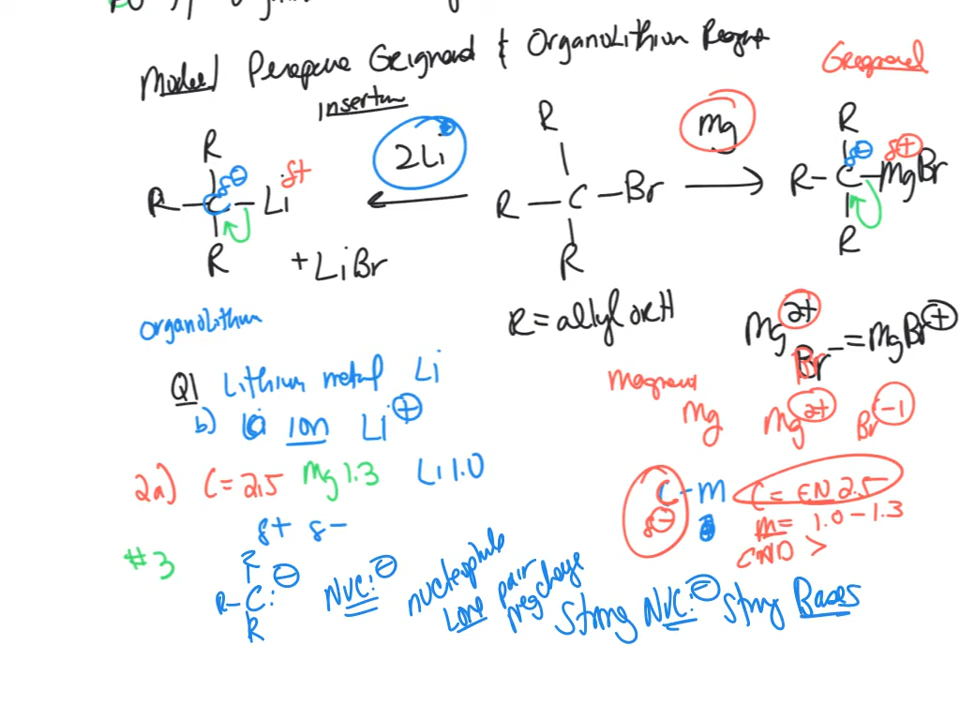 Model Prepare Grignard & Organolithium Reagent
Grignard
insertion
R
2Li
R
Mg
R
δ⊖
δ+
δ⊖
δ+
R–C–Li
R–C–Br
R–C–MgBr
R
R
R
+ LiBr
organolithium
R = alkyl or H
Mg2+
Br– = MgBr+
Q1 Lithium metal Li
b) ion Li+
Mg Mg2+ Br-1
2a) C = 2.5 Mg 1.3 Li 1.0
C–M C = EN 2.5
δ⊖
M = 1.0 – 1.3
END >
δ+ δ–
#3
R
R–C:⊖
R
NUC:⊖
nucleophile
Lone pair
neg charge
Strong NUC:⊖ Strong Bases